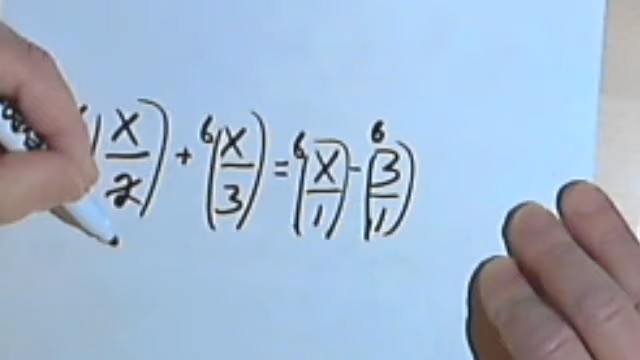 6(x/2) + 6(x/3) = 6(x/1) - 6(3/1)